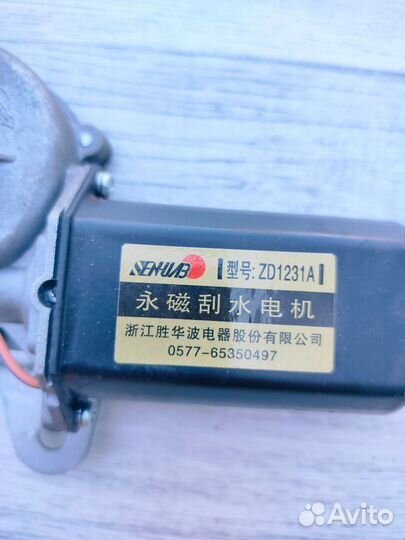 SENHUABO
型号: ZD1231A
永磁刮水电机
浙江胜华波电器股份有限公司
0577-65350497
Avito